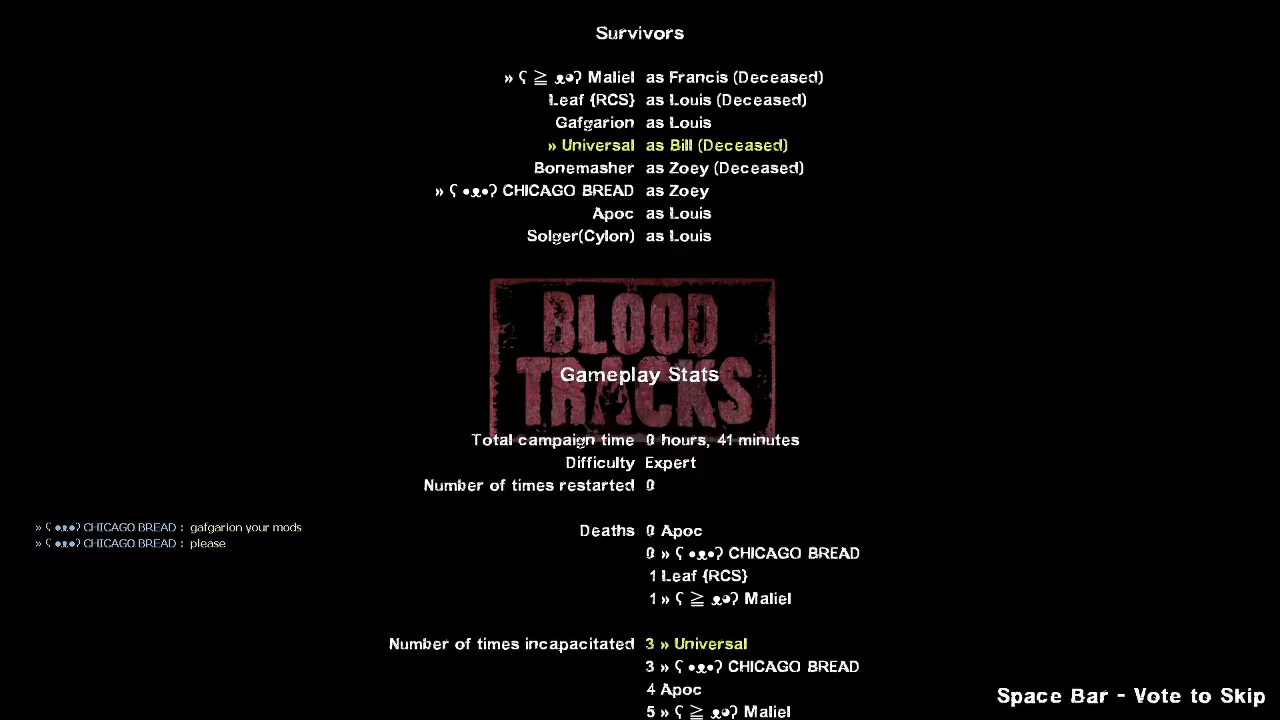 Survivors
» ʕ ≧ ᴥ◕ʔ Maliel as Francis (Deceased)
Leaf {RCS} as Louis (Deceased)
Gafgarion as Louis
» Universal as Bill (Deceased)
Bonemasher as Zoey (Deceased)
» ʕ •ᴥ•ʔ CHICAGO BREAD as Zoey
Apoc as Louis
Solger(Cylon) as Louis
BLOOD
TRACKS
Gameplay Stats
Total campaign time 0 hours, 41 minutes
Difficulty Expert
Number of times restarted 0
» ʕ •ᴥ•ʔ CHICAGO BREAD : gafgarion your mods
» ʕ •ᴥ•ʔ CHICAGO BREAD : please
Deaths 0 Apoc
0 » ʕ •ᴥ•ʔ CHICAGO BREAD
1 Leaf {RCS}
1 » ʕ ≧ ᴥ◕ʔ Maliel
Number of times incapacitated 3 » Universal
3 » ʕ •ᴥ•ʔ CHICAGO BREAD
4 Apoc
5 » ʕ ≧ ᴥ◕ʔ Maliel
Space Bar - Vote to Skip